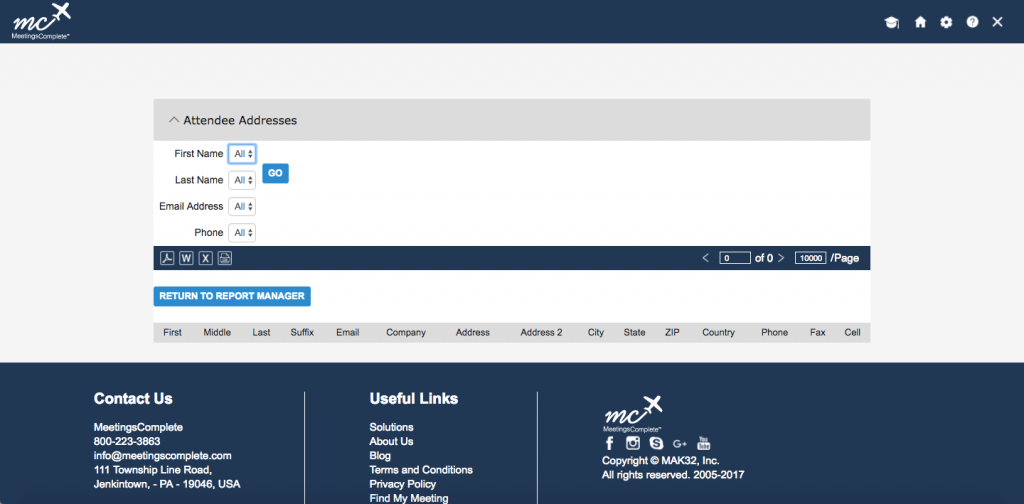 mc
MeetingsComplete™
Attendee Addresses
First Name All
GO
Last Name All
Email Address All
Phone All
W X
0 of 0 10000 /Page
RETURN TO REPORT MANAGER
First Middle Last Suffix Email Company Address Address 2 City State ZIP Country Phone Fax Cell
Contact Us
MeetingsComplete
800-223-3863
info@meetingscomplete.com
111 Township Line Road,
Jenkintown, - PA - 19046, USA
Useful Links
Solutions
About Us
Blog
Terms and Conditions
Privacy Policy
Find My Meeting
mc
MeetingsComplete™
f S G+ You Tube
Copyright © MAK32, Inc.
All rights reserved. 2005-2017